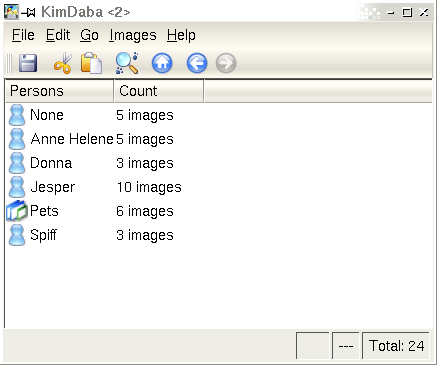 KimDaba <2>
File Edit Go Images Help
Persons Count
None 5 images
Anne Helene 5 images
Donna 3 images
Jesper 10 images
Pets 6 images
Spiff 3 images
--- Total: 24